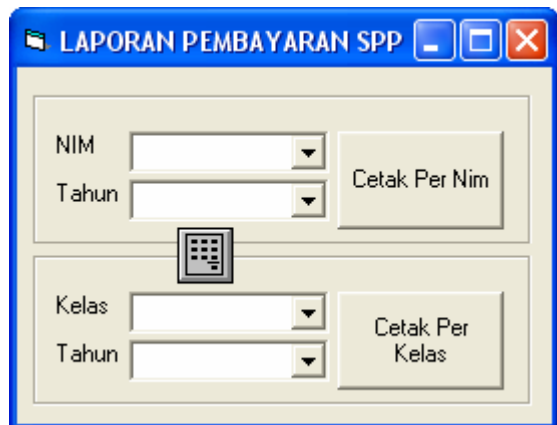 LAPORAN PEMBAYARAN SPP
NIM
Tahun
Cetak Per Nim
Kelas
Tahun
Cetak Per
Kelas